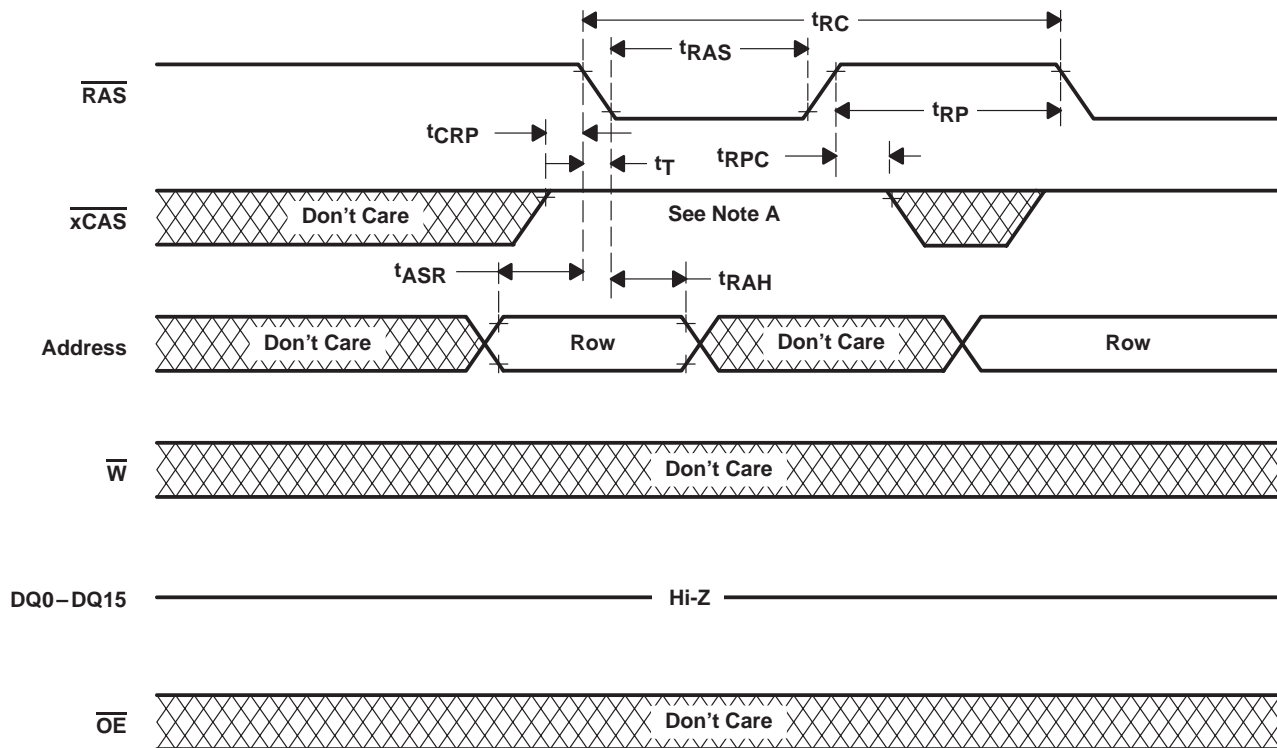 tRC
tRAS
RAS
tRP
tCRP
tT
tRPC
xCAS
Don't Care
See Note A
tASR
tRAH
Address
Don't Care
Row
Don't Care
Row
W
Don't Care
DQ0–DQ15
Hi-Z
OE
Don't Care